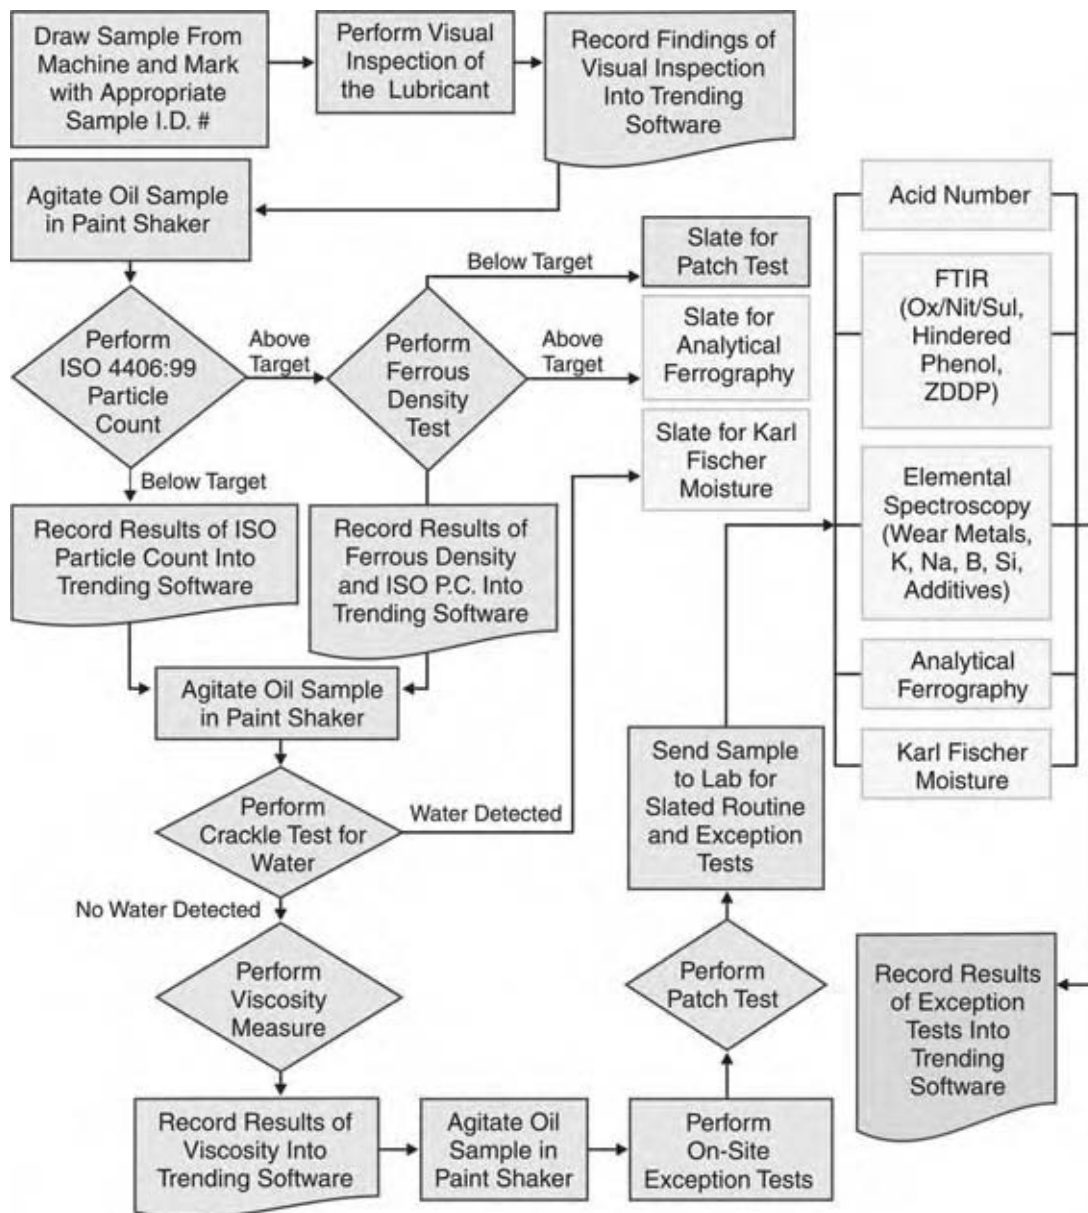 Draw Sample From
Machine and Mark
with Appropriate
Sample I.D. #
Perform Visual
Inspection of
the Lubricant
Record Findings of
Visual Inspection
Into Trending
Software
Agitate Oil Sample
in Paint Shaker
Perform
ISO 4406:99
Particle
Count
Above
Target
Perform
Ferrous
Density
Test
Below Target
Slate for
Patch Test
Above
Target
Slate for
Analytical
Ferrography
Slate for Karl
Fischer
Moisture
Below Target
Record Results of ISO
Particle Count Into
Trending Software
Record Results of
Ferrous Density
and ISO P.C. Into
Trending Software
Agitate Oil Sample
in Paint Shaker
Perform
Crackle Test for
Water
Water Detected
No Water Detected
Perform
Viscosity
Measure
Record Results of
Viscosity Into
Trending Software
Agitate Oil
Sample in
Paint Shaker
Perform
On-Site
Exception Tests
Perform
Patch Test
Send Sample
to Lab for
Slated Routine
and Exception
Tests
Acid Number
FTIR
(Ox/Nit/Sul,
Hindered
Phenol,
ZDDP)
Elemental
Spectroscopy
(Wear Metals,
K, Na, B, Si,
Additives)
Analytical
Ferrography
Karl Fischer
Moisture
Record Results
of Exception
Tests Into
Trending
Software